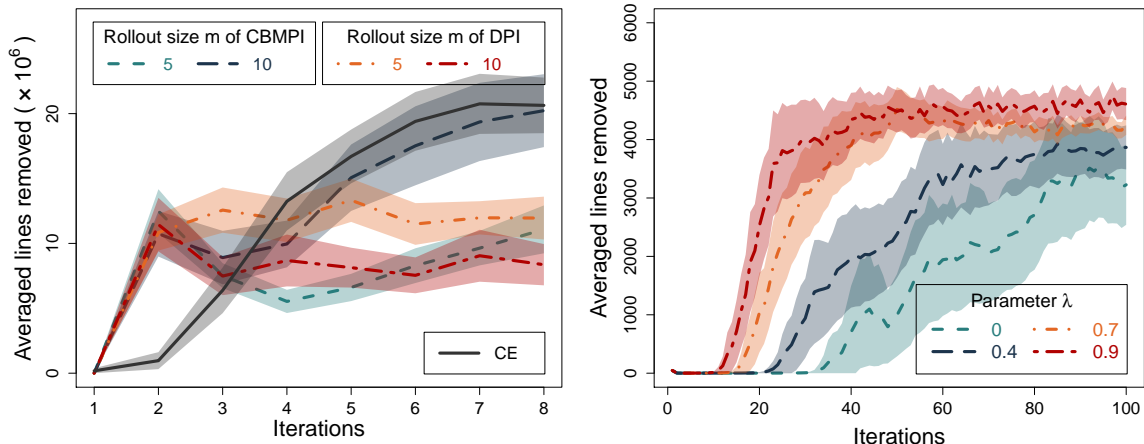 Rollout size m of CBMPI
5 10
Rollout size m of DPI
5 10
CE
Averaged lines removed ( × 10⁶)
0 10 20
1 2 3 4 5 6 7 8
Iterations
Averaged lines removed
0 1000 2000 3000 4000 5000 6000
Parameter λ
0 0.7
0.4 0.9
0 20 40 60 80 100
Iterations